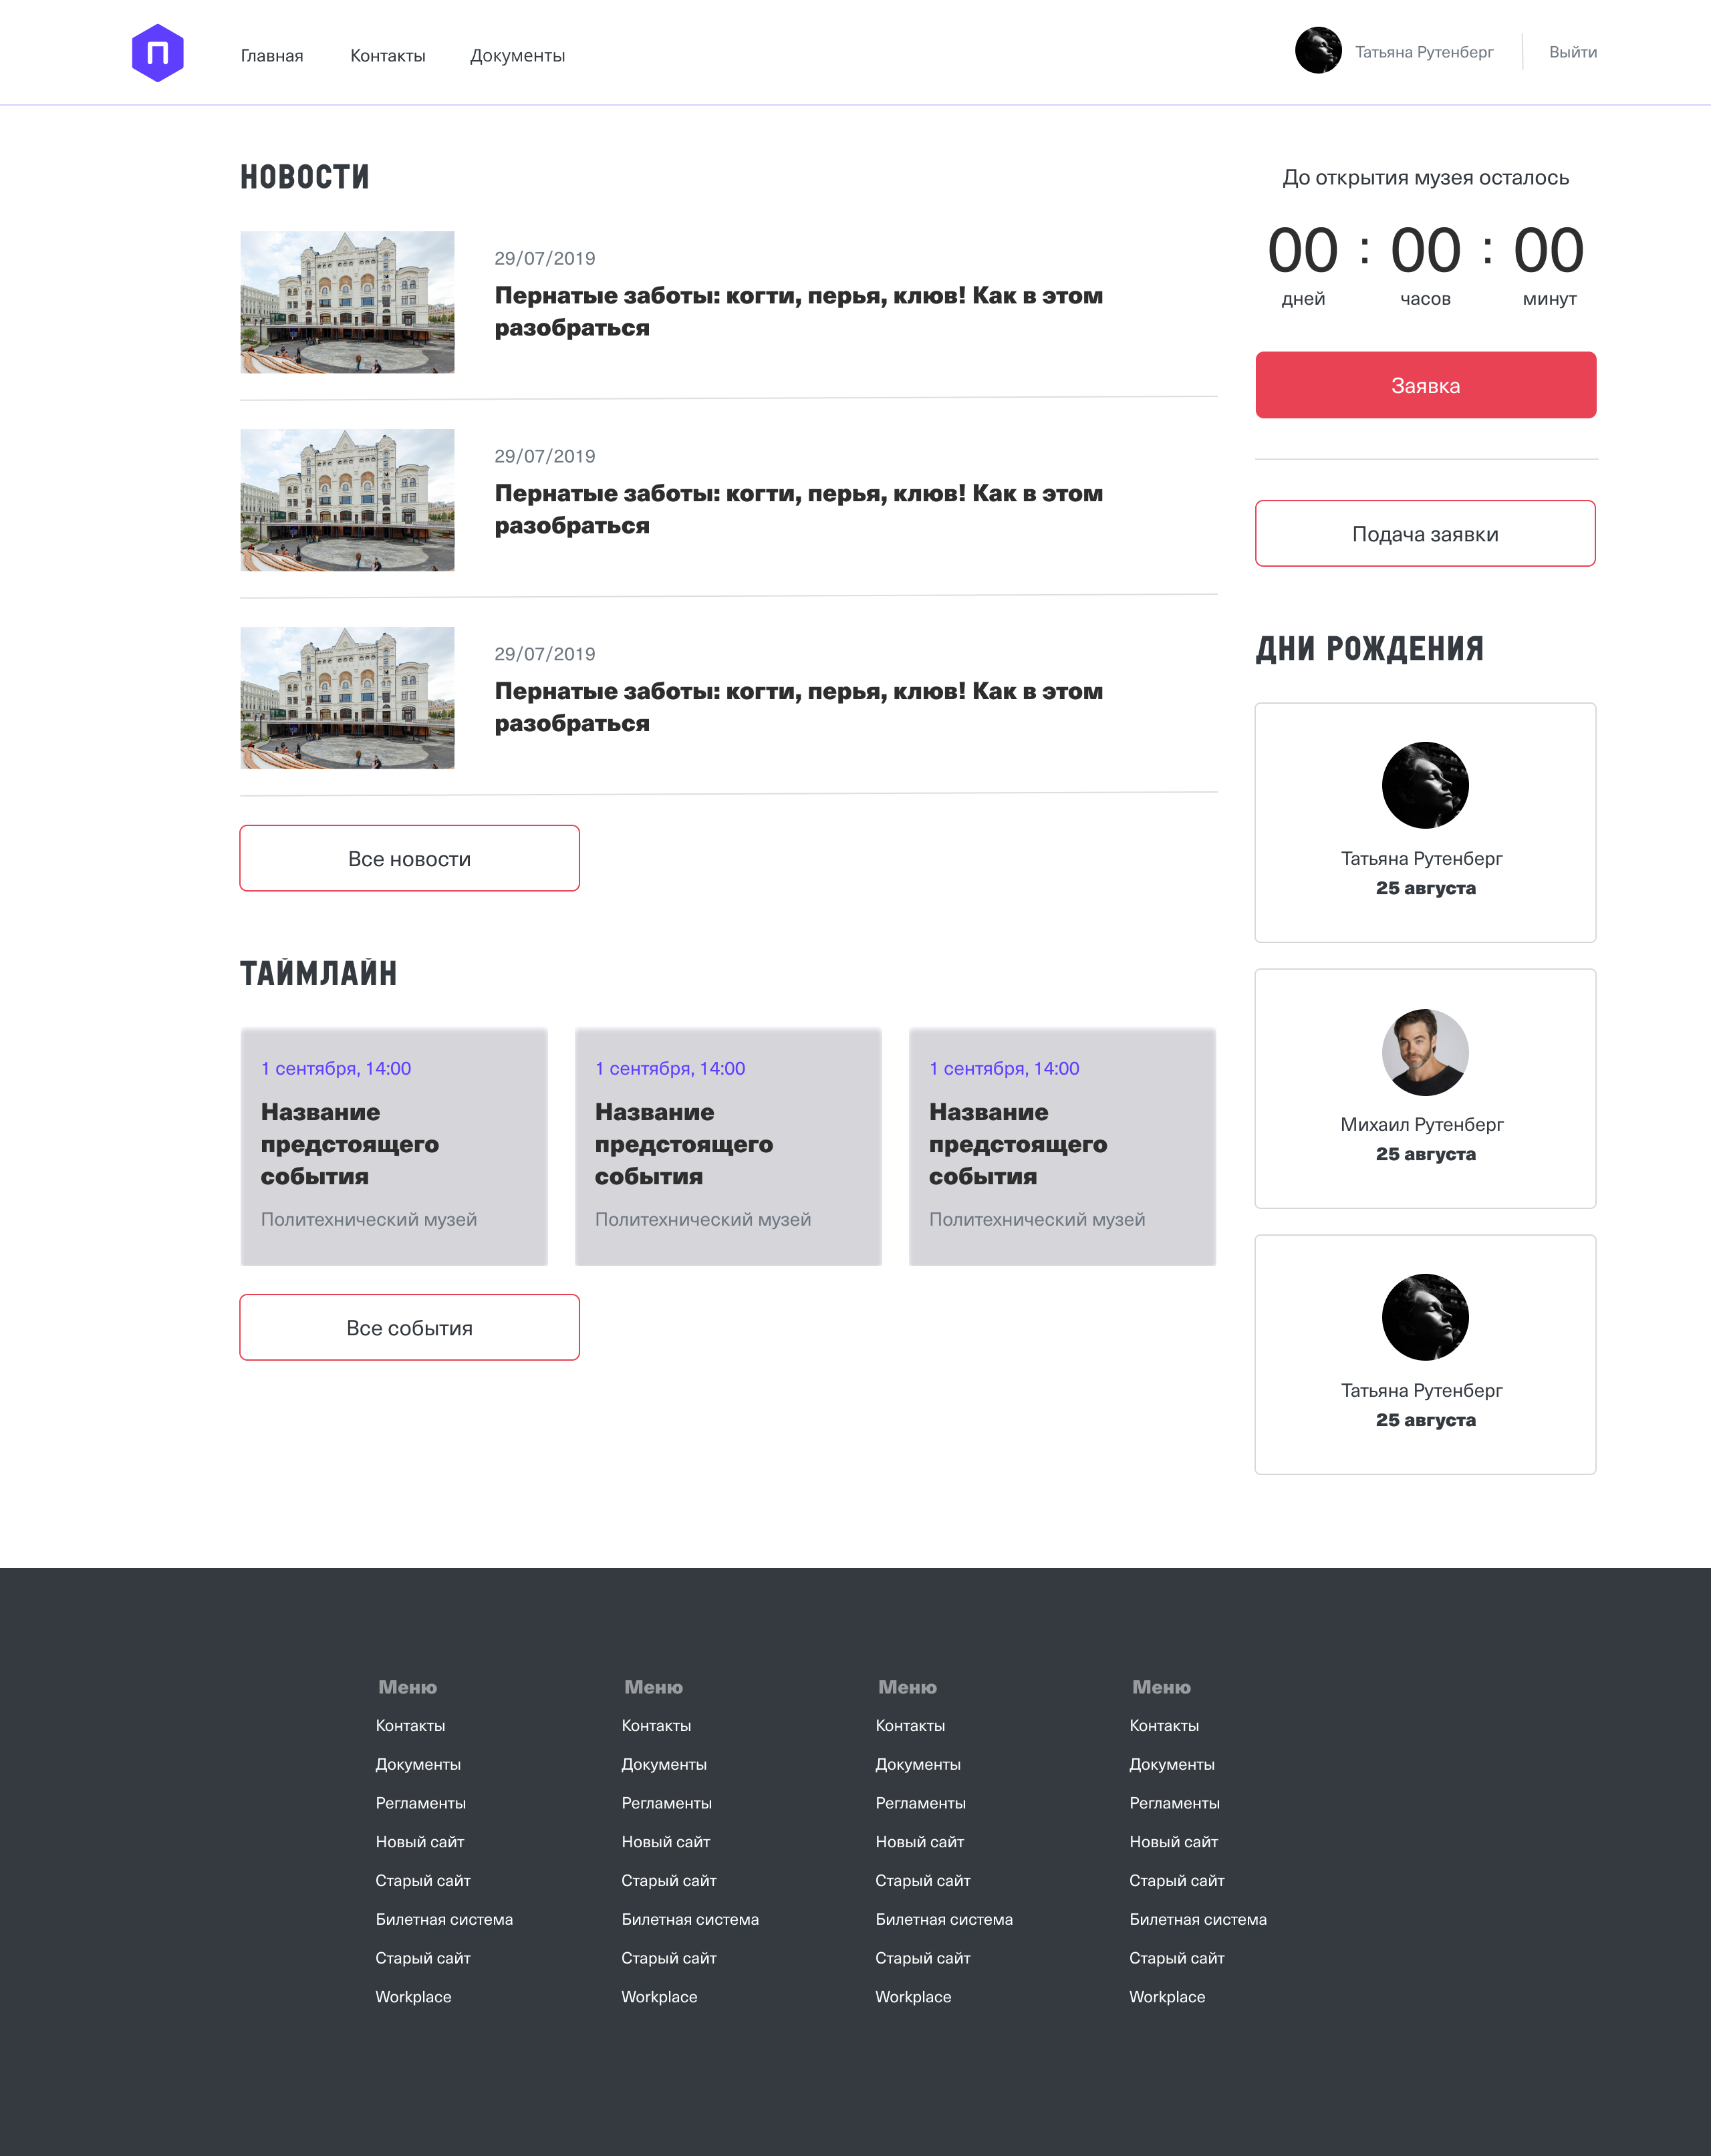 П
Главная
Контакты
Документы
Татьяна Рутенберг
Выйти
НОВОСТИ
29/07/2019
Пернатые заботы: когти, перья, клюв! Как в этом
разобраться
29/07/2019
Пернатые заботы: когти, перья, клюв! Как в этом
разобраться
29/07/2019
Пернатые заботы: когти, перья, клюв! Как в этом
разобраться
Все новости
ТАЙМЛАЙН
1 сентября, 14:00
Название
предстоящего
события
Политехнический музей
1 сентября, 14:00
Название
предстоящего
события
Политехнический музей
1 сентября, 14:00
Название
предстоящего
события
Политехнический музей
Все события
До открытия музея осталось
00 : 00 : 00
дней часов минут
Заявка
Подача заявки
ДНИ РОЖДЕНИЯ
Татьяна Рутенберг
25 августа
Михаил Рутенберг
25 августа
Татьяна Рутенберг
25 августа
Меню
Контакты
Документы
Регламенты
Новый сайт
Старый сайт
Билетная система
Старый сайт
Workplace
Меню
Контакты
Документы
Регламенты
Новый сайт
Старый сайт
Билетная система
Старый сайт
Workplace
Меню
Контакты
Документы
Регламенты
Новый сайт
Старый сайт
Билетная система
Старый сайт
Workplace
Меню
Контакты
Документы
Регламенты
Новый сайт
Старый сайт
Билетная система
Старый сайт
Workplace